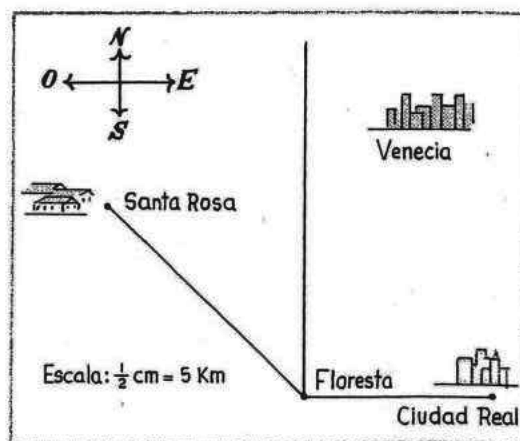 N
O E
S
Venecia
Santa Rosa
Escala: ½ cm = 5 Km
Floresta
Ciudad Real